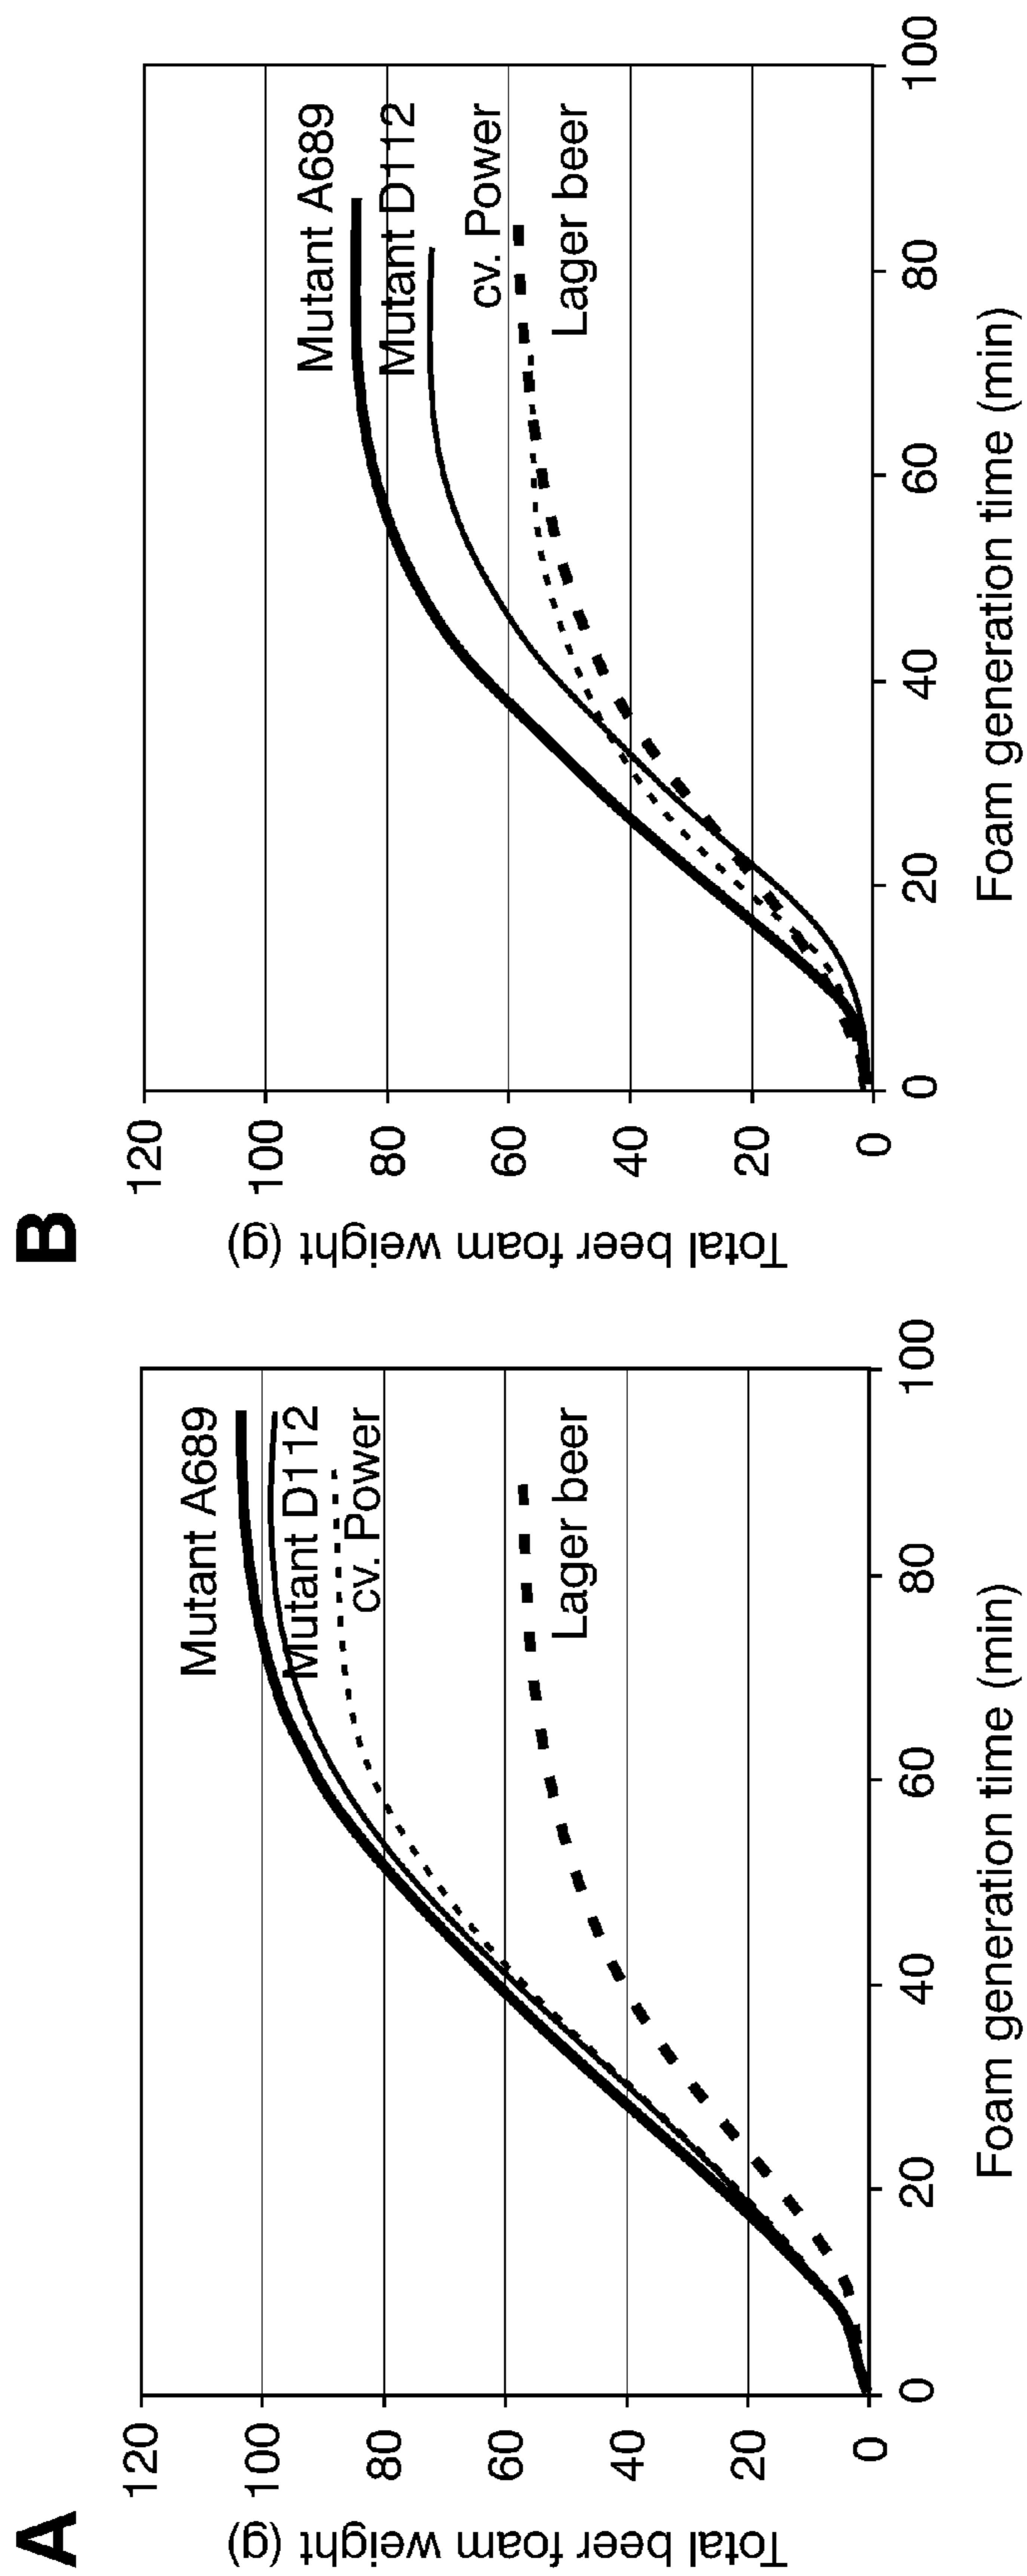 A
Total beer foam weight (g)
120
100
80
60
40
20
0
Mutant A689
Mutant D112
cv. Power
Lager beer
0 20 40 60 80 100
Foam generation time (min)
B
Total beer foam weight (g)
120
100
80
60
40
20
0
Mutant A689
Mutant D112
cv. Power
Lager beer
0 20 40 60 80 100
Foam generation time (min)